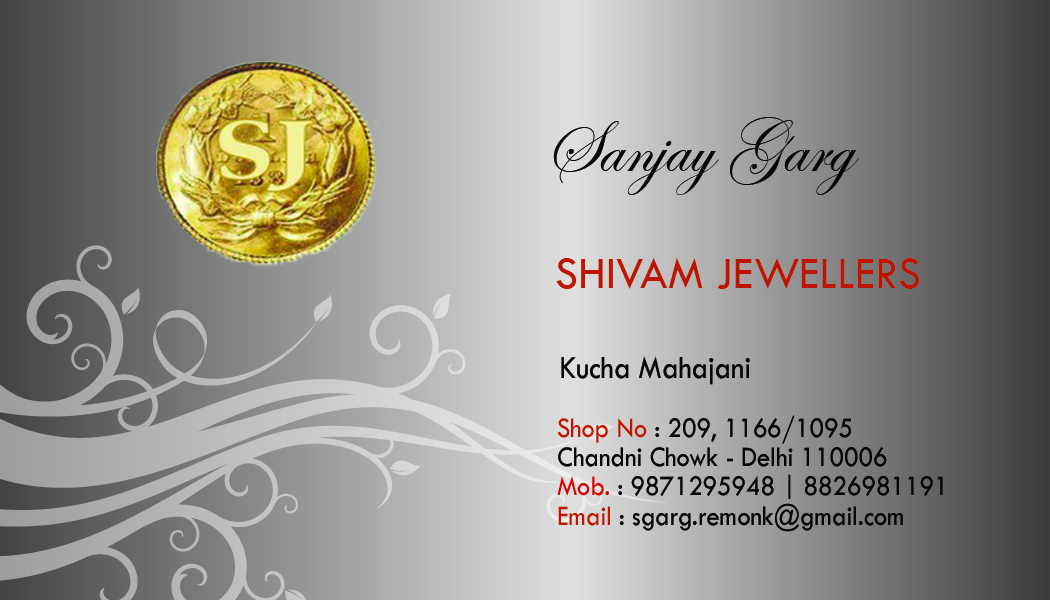 SJ
Sanjay Garg
SHIVAM JEWELLERS
Kucha Mahajani
Shop No : 209, 1166/1095
Chandni Chowk - Delhi 110006
Mob. : 9871295948 | 8826981191
Email : sgarg.remonk@gmail.com